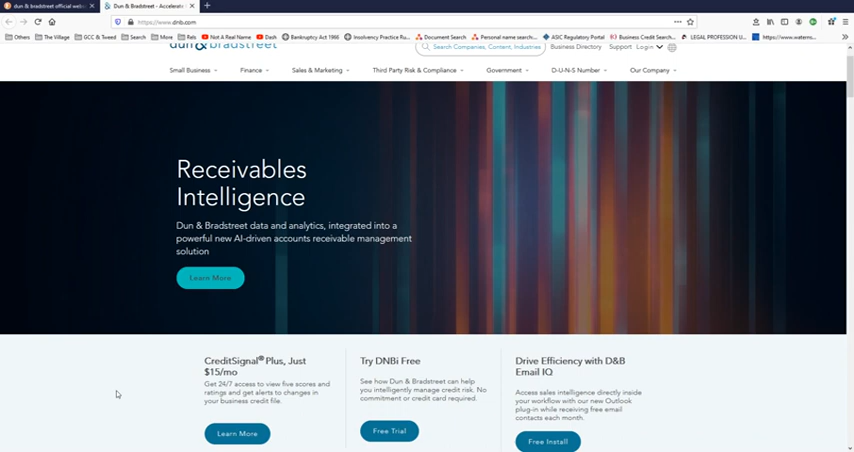 dun & bradstreet official webs
Dun & Bradstreet - Accelerate
https://www.dnb.com
Others The Village GCC & Tweed Search More Rels Not A Real Name Dash Bankruptcy Act 1966 Insolvency Practice Ru... Document Search Personal name search... ASIC Regulatory Portal Business Credit Search... LEGAL PROFESSION U... https://www.waterns...
dun & bradstreet
Search Companies, Content, Industries
Business Directory Support Login
Small Business Finance Sales & Marketing Third Party Risk & Compliance Government D-U-N-S Number Our Company
Receivables
Intelligence
Dun & Bradstreet data and analytics, integrated into a
powerful new AI-driven accounts receivable management
solution
Learn More
CreditSignal® Plus, Just
$15/mo
Get 24/7 access to view five scores and
ratings and get alerts to changes in
your business credit file.
Learn More
Try DNBi Free
See how Dun & Bradstreet can help
you intelligently manage credit risk. No
commitment or credit card required.
Free Trial
Drive Efficiency with D&B
Email IQ
Access sales intelligence directly inside
your workflow with our new Outlook
plug-in while receiving free email
contacts each month.
Free Install